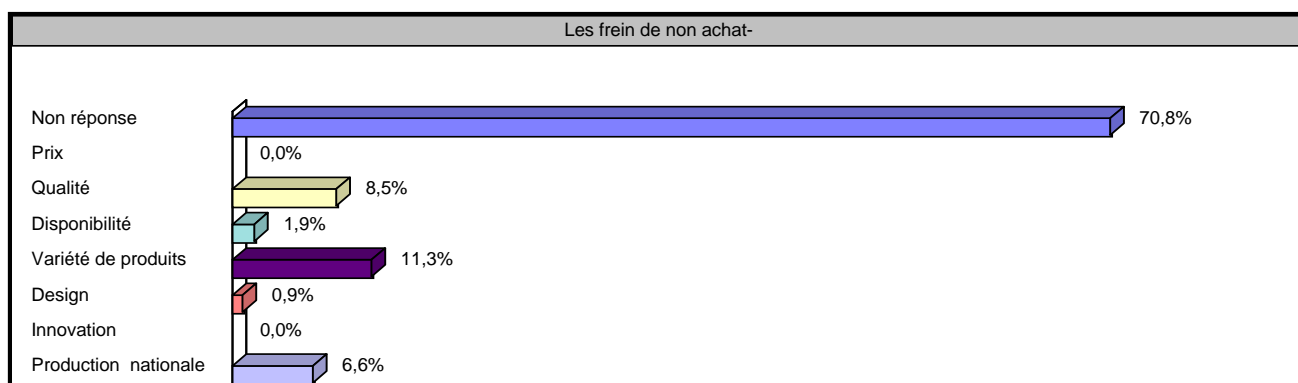 Les frein de non achat-
Non réponse 70,8%
Prix 0,0%
Qualité 8,5%
Disponibilité 1,9%
Variété de produits 11,3%
Design 0,9%
Innovation 0,0%
Production nationale 6,6%